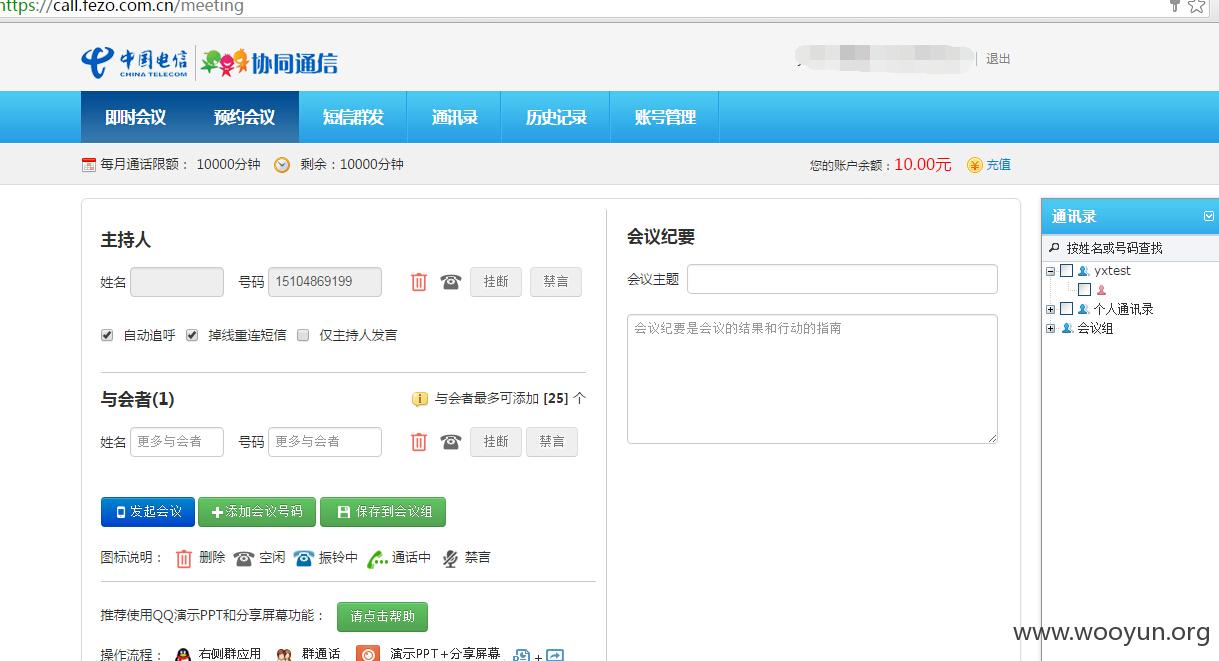 https://call.fezo.com.cn/meeting
中国电信 CHINA TELECOM 协同通信
退出
即时会议 预约会议 短信群发 通讯录 历史记录 账号管理
每月通话限额： 10000分钟 剩余：10000分钟 您的账户余额：10.00元 充值
通讯录
主持人 会议纪要
按姓名或号码查找
姓名 号码 15104869199 挂断 禁言 会议主题
yxtest
个人通讯录
会议组
自动追呼 掉线重连短信 仅主持人发言 会议纪要是会议的结果和行动的指南
与会者(1) 与会者最多可添加 [25] 个
姓名 更多与会者 号码 更多与会者 挂断 禁言
发起会议 添加会议号码 保存到会议组
图标说明： 删除 空闲 振铃中 通话中 禁言
推荐使用QQ演示PPT和分享屏幕功能： 请点击帮助
www.wooyun.org
操作流程： 右侧群应用 群通话 演示PPT+分享屏幕 +